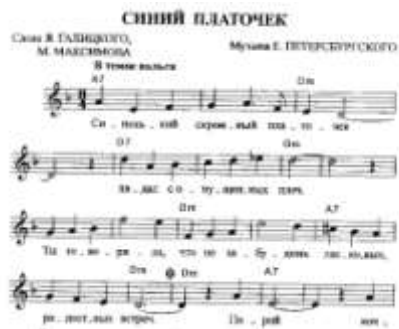 СИНИЙ ПЛАТОЧЕК
Слова Я. ГАЛИЦКОГО,
М. МАКСИМОВА
Музыка Е. ПЕТЕРСБУРГСКОГО
В темпе вальса
A7 Dm
Си - нень - кий скром - ный пла - то - чек
D7 Gm
па - дал с о - пу - щен - ных плеч.
Dm A7
Ты го - во - ри - ла, что не за - бу - дешь лас - ко - вых,
Dm Dm A7
ра - дост - ных встреч. По - рой ноч -